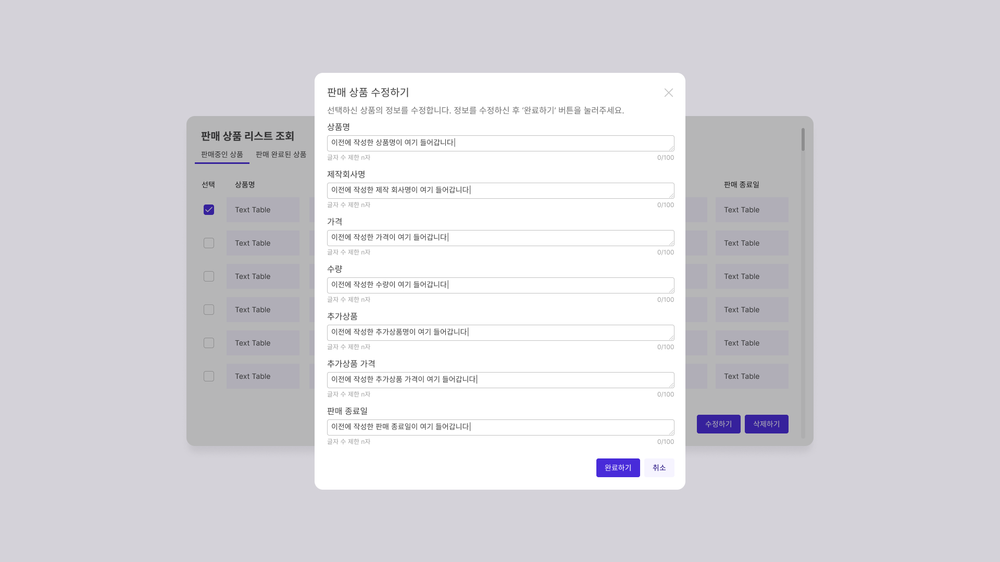 판매 상품 수정하기
선택하신 상품의 정보를 수정합니다. 정보를 수정하신 후 ‘완료하기’ 버튼을 눌러주세요.
상품명
이전에 작성한 상품명이 여기 들어갑니다
글자 수 제한 n자 0/100
제작회사명
이전에 작성한 제작 회사명이 여기 들어갑니다
글자 수 제한 n자 0/100
가격
이전에 작성한 가격이 여기 들어갑니다
글자 수 제한 n자 0/100
수량
이전에 작성한 수량이 여기 들어갑니다
글자 수 제한 n자 0/100
추가상품
이전에 작성한 추가상품명이 여기 들어갑니다
글자 수 제한 n자 0/100
추가상품 가격
이전에 작성한 추가상품 가격이 여기 들어갑니다
글자 수 제한 n자 0/100
판매 종료일
이전에 작성한 판매 종료일이 여기 들어갑니다
글자 수 제한 n자 0/100
완료하기 취소
판매 상품 리스트 조회
판매중인 상품 판매 완료된 상품
선택 상품명 판매 종료일
Text Table Text Table
Text Table Text Table
Text Table Text Table
Text Table Text Table
Text Table Text Table
Text Table Text Table
수정하기 삭제하기